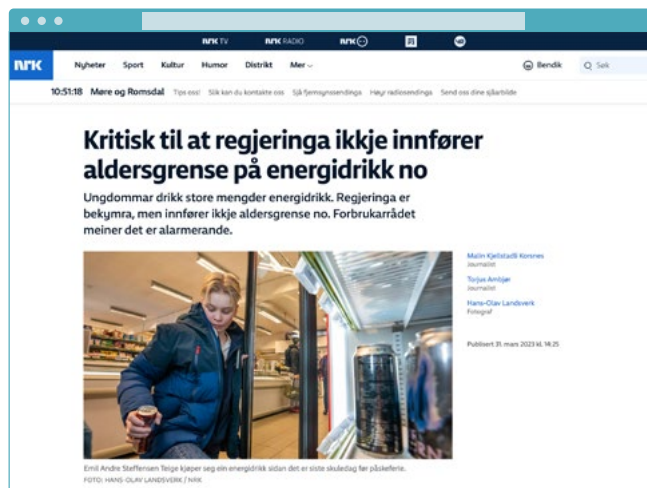 NRK TV NRK RADIO NRK
NRK Nyheter Sport Kultur Humor Distrikt Mer Bendik Søk
10:51:18 Møre og Romsdal Tips oss! Slik kan du kontakte oss Sjå fjernsynssendinga Høyr radiosendinga Send oss dine sjåarbilde
Kritisk til at regjeringa ikkje innfører
aldersgrense på energidrikk no
Ungdommar drikk store mengder energidrikk. Regjeringa er
bekymra, men innfører ikkje aldersgrense no. Forbrukarrådet
meiner det er alarmerande.
Malin Kjellstadli Korsnes
Journalist
Torjus Ambjør
Journalist
Hans-Olav Landsverk
Fotograf
Publisert 31. mars 2023 kl. 14:25
Emil Andre Steffensen Teige kjøper seg ein energidrikk sidan det er siste skuledag før påskeferie.
FOTO: HANS-OLAV LANDSVERK / NRK